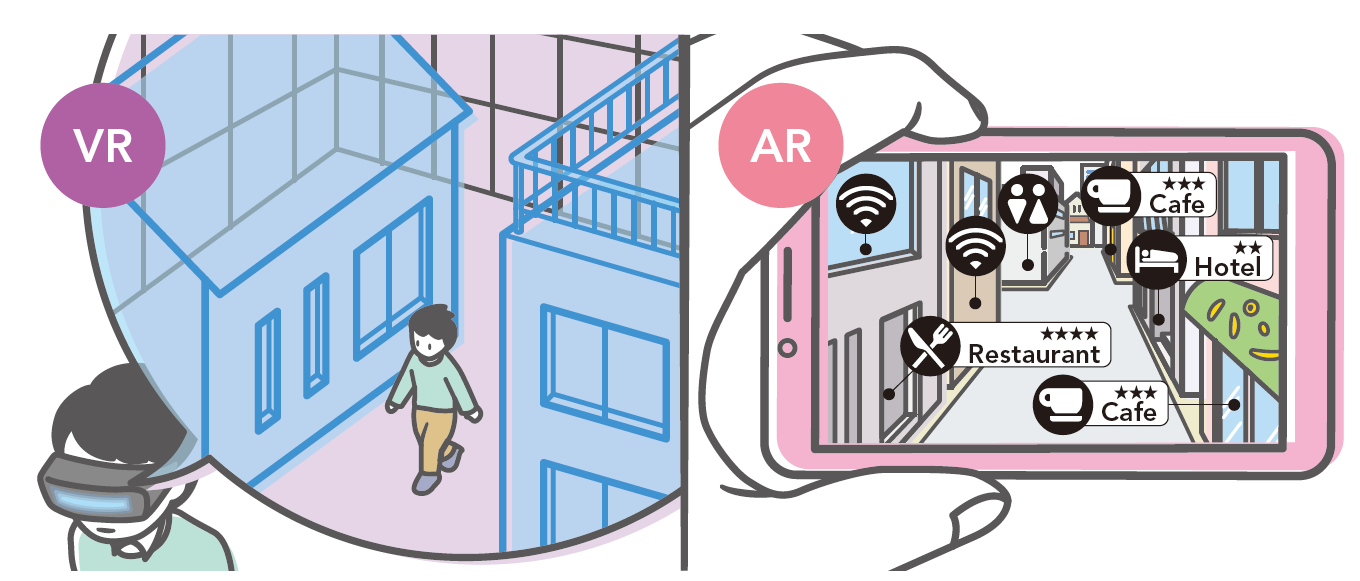 VR
AR
★★★
Cafe
★★
Hotel
★★★★
Restaurant
★★★
Cafe